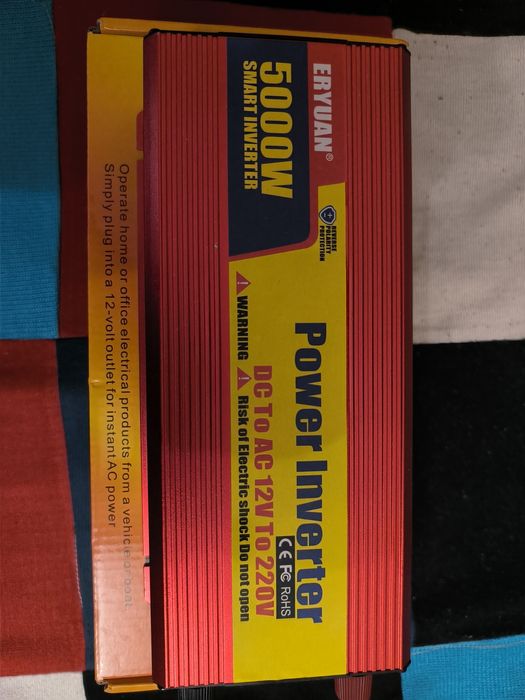 ERYUAN®
5000W
SMART INVERTER
REVERSE
POLARITY
PROTECTION
Power Inverter
DC To AC 12V To 220V
CE FC RoHS
WARNING Risk of Electric shock Do not open
Operate home or office electrical products from a vehicle or boat.
Simply plug into a 12-volt outlet for instant AC power